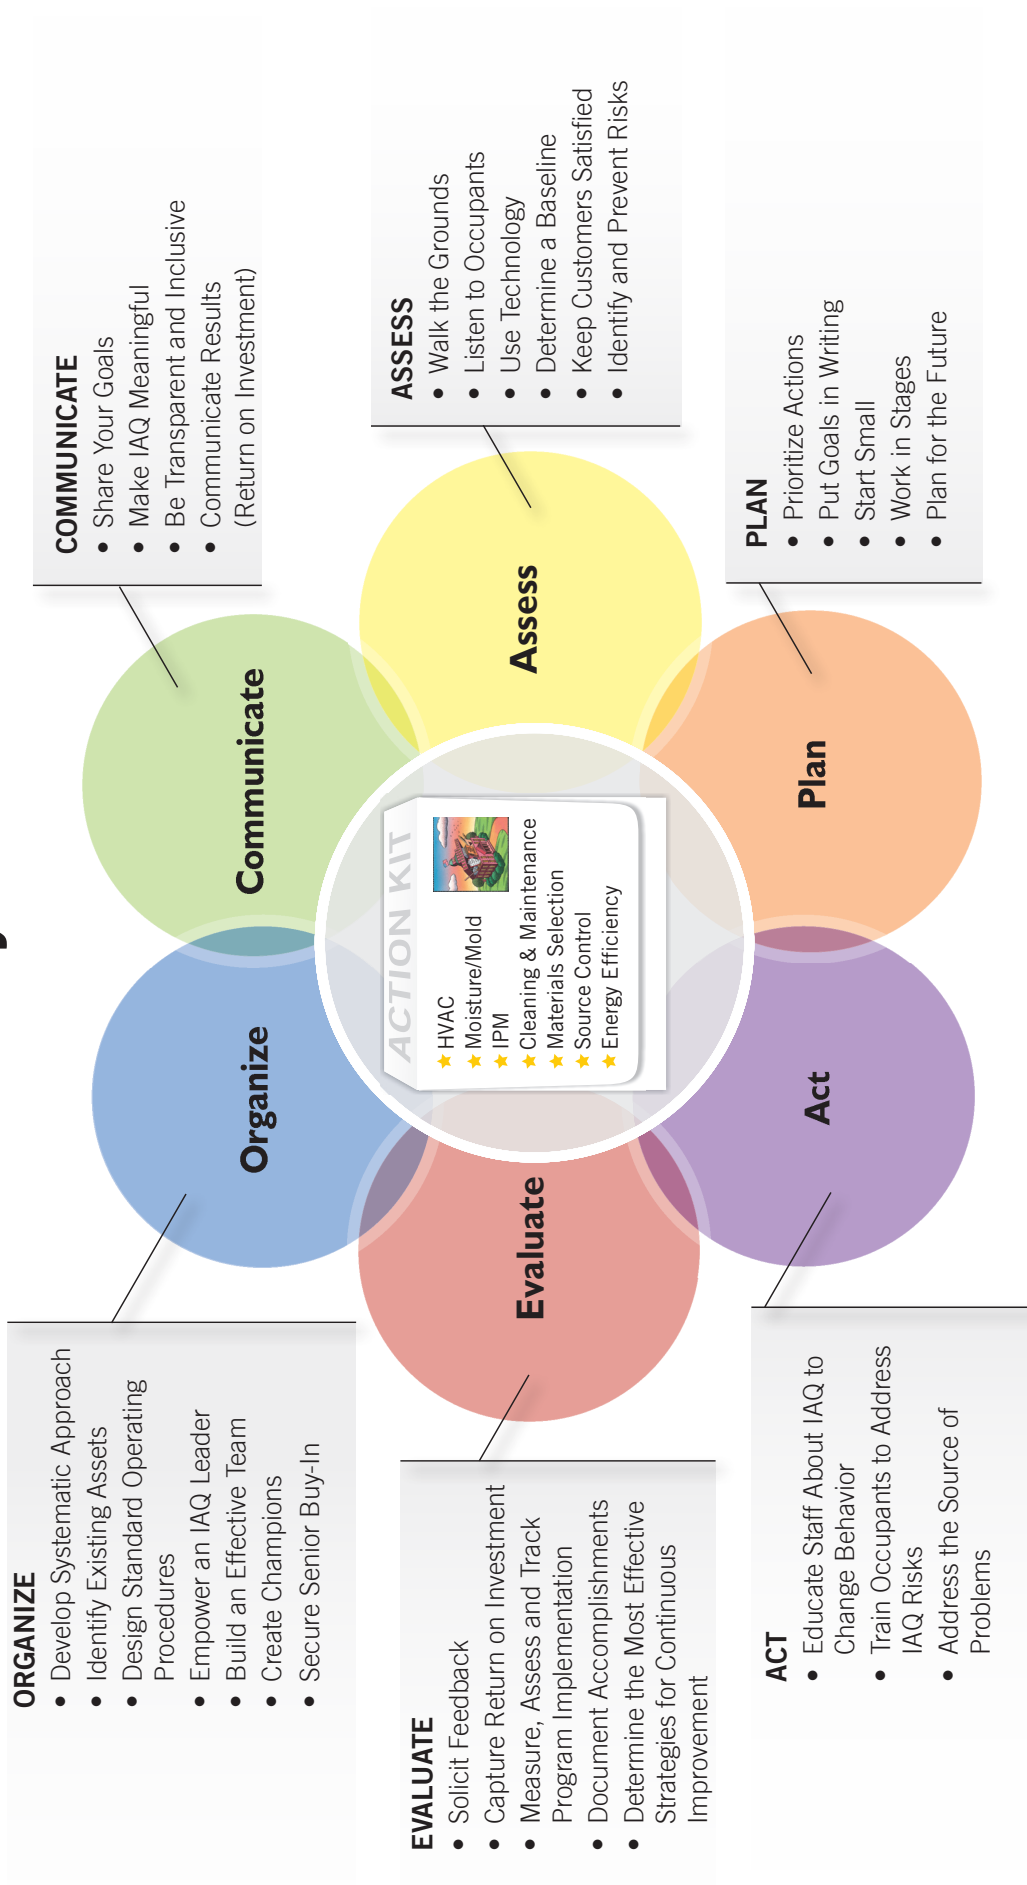 ORGANIZE
• Develop Systematic Approach
• Identify Existing Assets
• Design Standard Operating
Procedures
• Empower an IAQ Leader
• Build an Effective Team
• Create Champions
• Secure Senior Buy-In
COMMUNICATE
• Share Your Goals
• Make IAQ Meaningful
• Be Transparent and Inclusive
• Communicate Results
(Return on Investment)
Organize
Communicate
EVALUATE
• Solicit Feedback
• Capture Return on Investment
• Measure, Assess and Track
Program Implementation
• Document Accomplishments
• Determine the Most Effective
Strategies for Continuous
Improvement
Evaluate
ACTION KIT
HVAC
Moisture/Mold
IPM
Cleaning & Maintenance
Materials Selection
Source Control
Energy Efficiency
Assess
ASSESS
• Walk the Grounds
• Listen to Occupants
• Use Technology
• Determine a Baseline
• Keep Customers Satisfied
• Identify and Prevent Risks
Act
Plan
ACT
• Educate Staff About IAQ to
Change Behavior
• Train Occupants to Address
IAQ Risks
• Address the Source of
Problems
PLAN
• Prioritize Actions
• Put Goals in Writing
• Start Small
• Work in Stages
• Plan for the Future